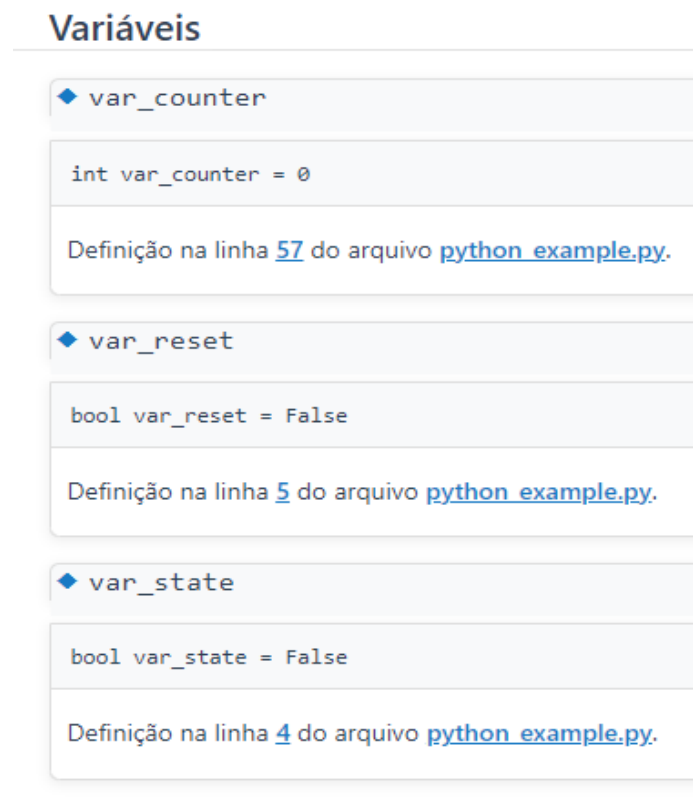 Variáveis
var_counter
int var_counter = 0
Definição na linha 57 do arquivo python_example.py.
var_reset
bool var_reset = False
Definição na linha 5 do arquivo python_example.py.
var_state
bool var_state = False
Definição na linha 4 do arquivo python_example.py.